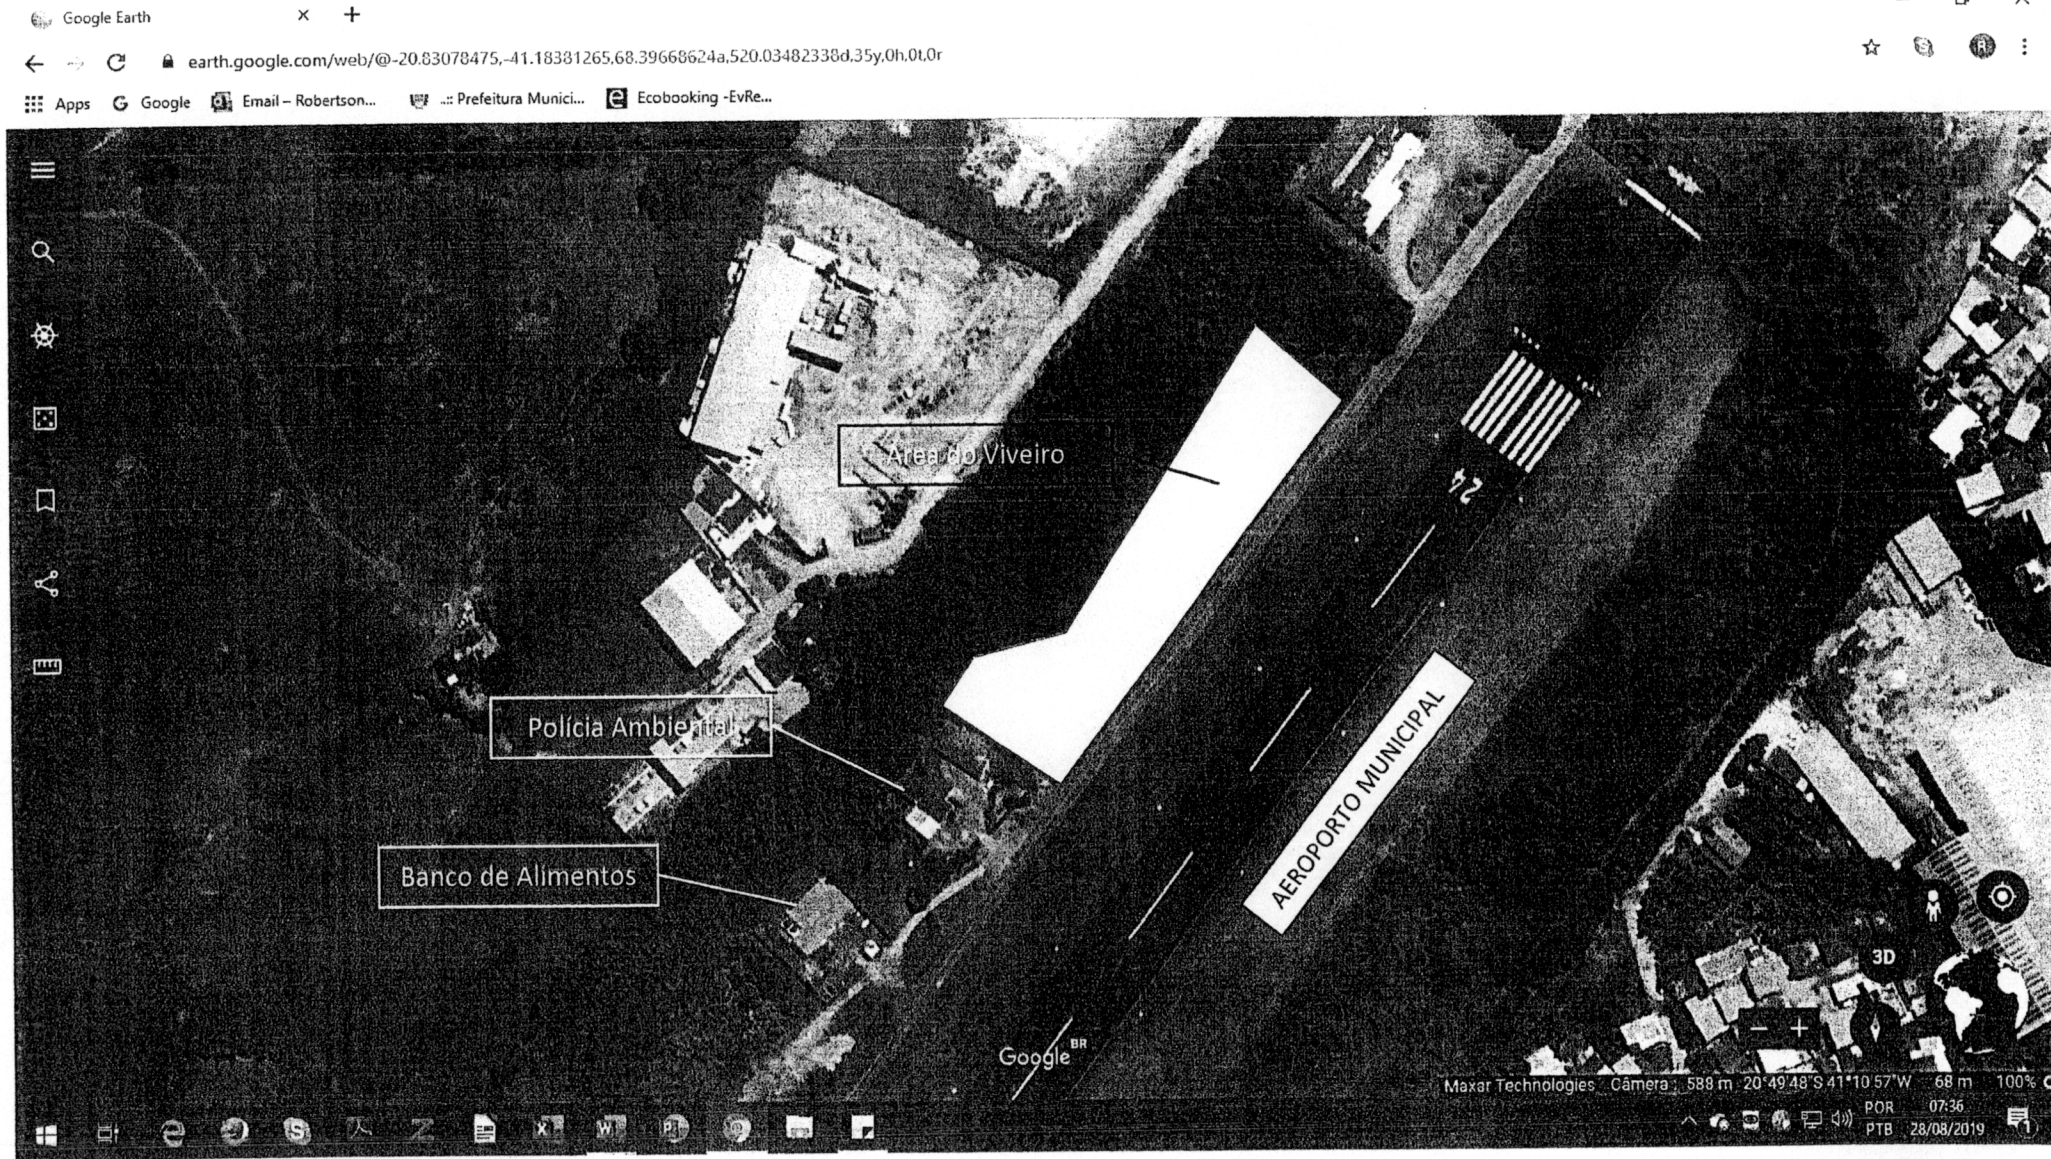 Google Earth
earth.google.com/web/@-20.83078475,-41.18381265,68.39668624a,520.03482338d,35y,0h,0t,0r
R
Apps
Google
Email – Robertson...
..:: Prefeitura Munici...
Ecobooking -EvRe...
Área do Viveiro
24
Polícia Ambiental
AEROPORTO MUNICIPAL
Banco de Alimentos
3D
Google BR
Maxar Technologies Câmera : 588 m 20°49'48"S 41°10'57"W 68 m 100%
POR 07:36
PTB 28/08/2019